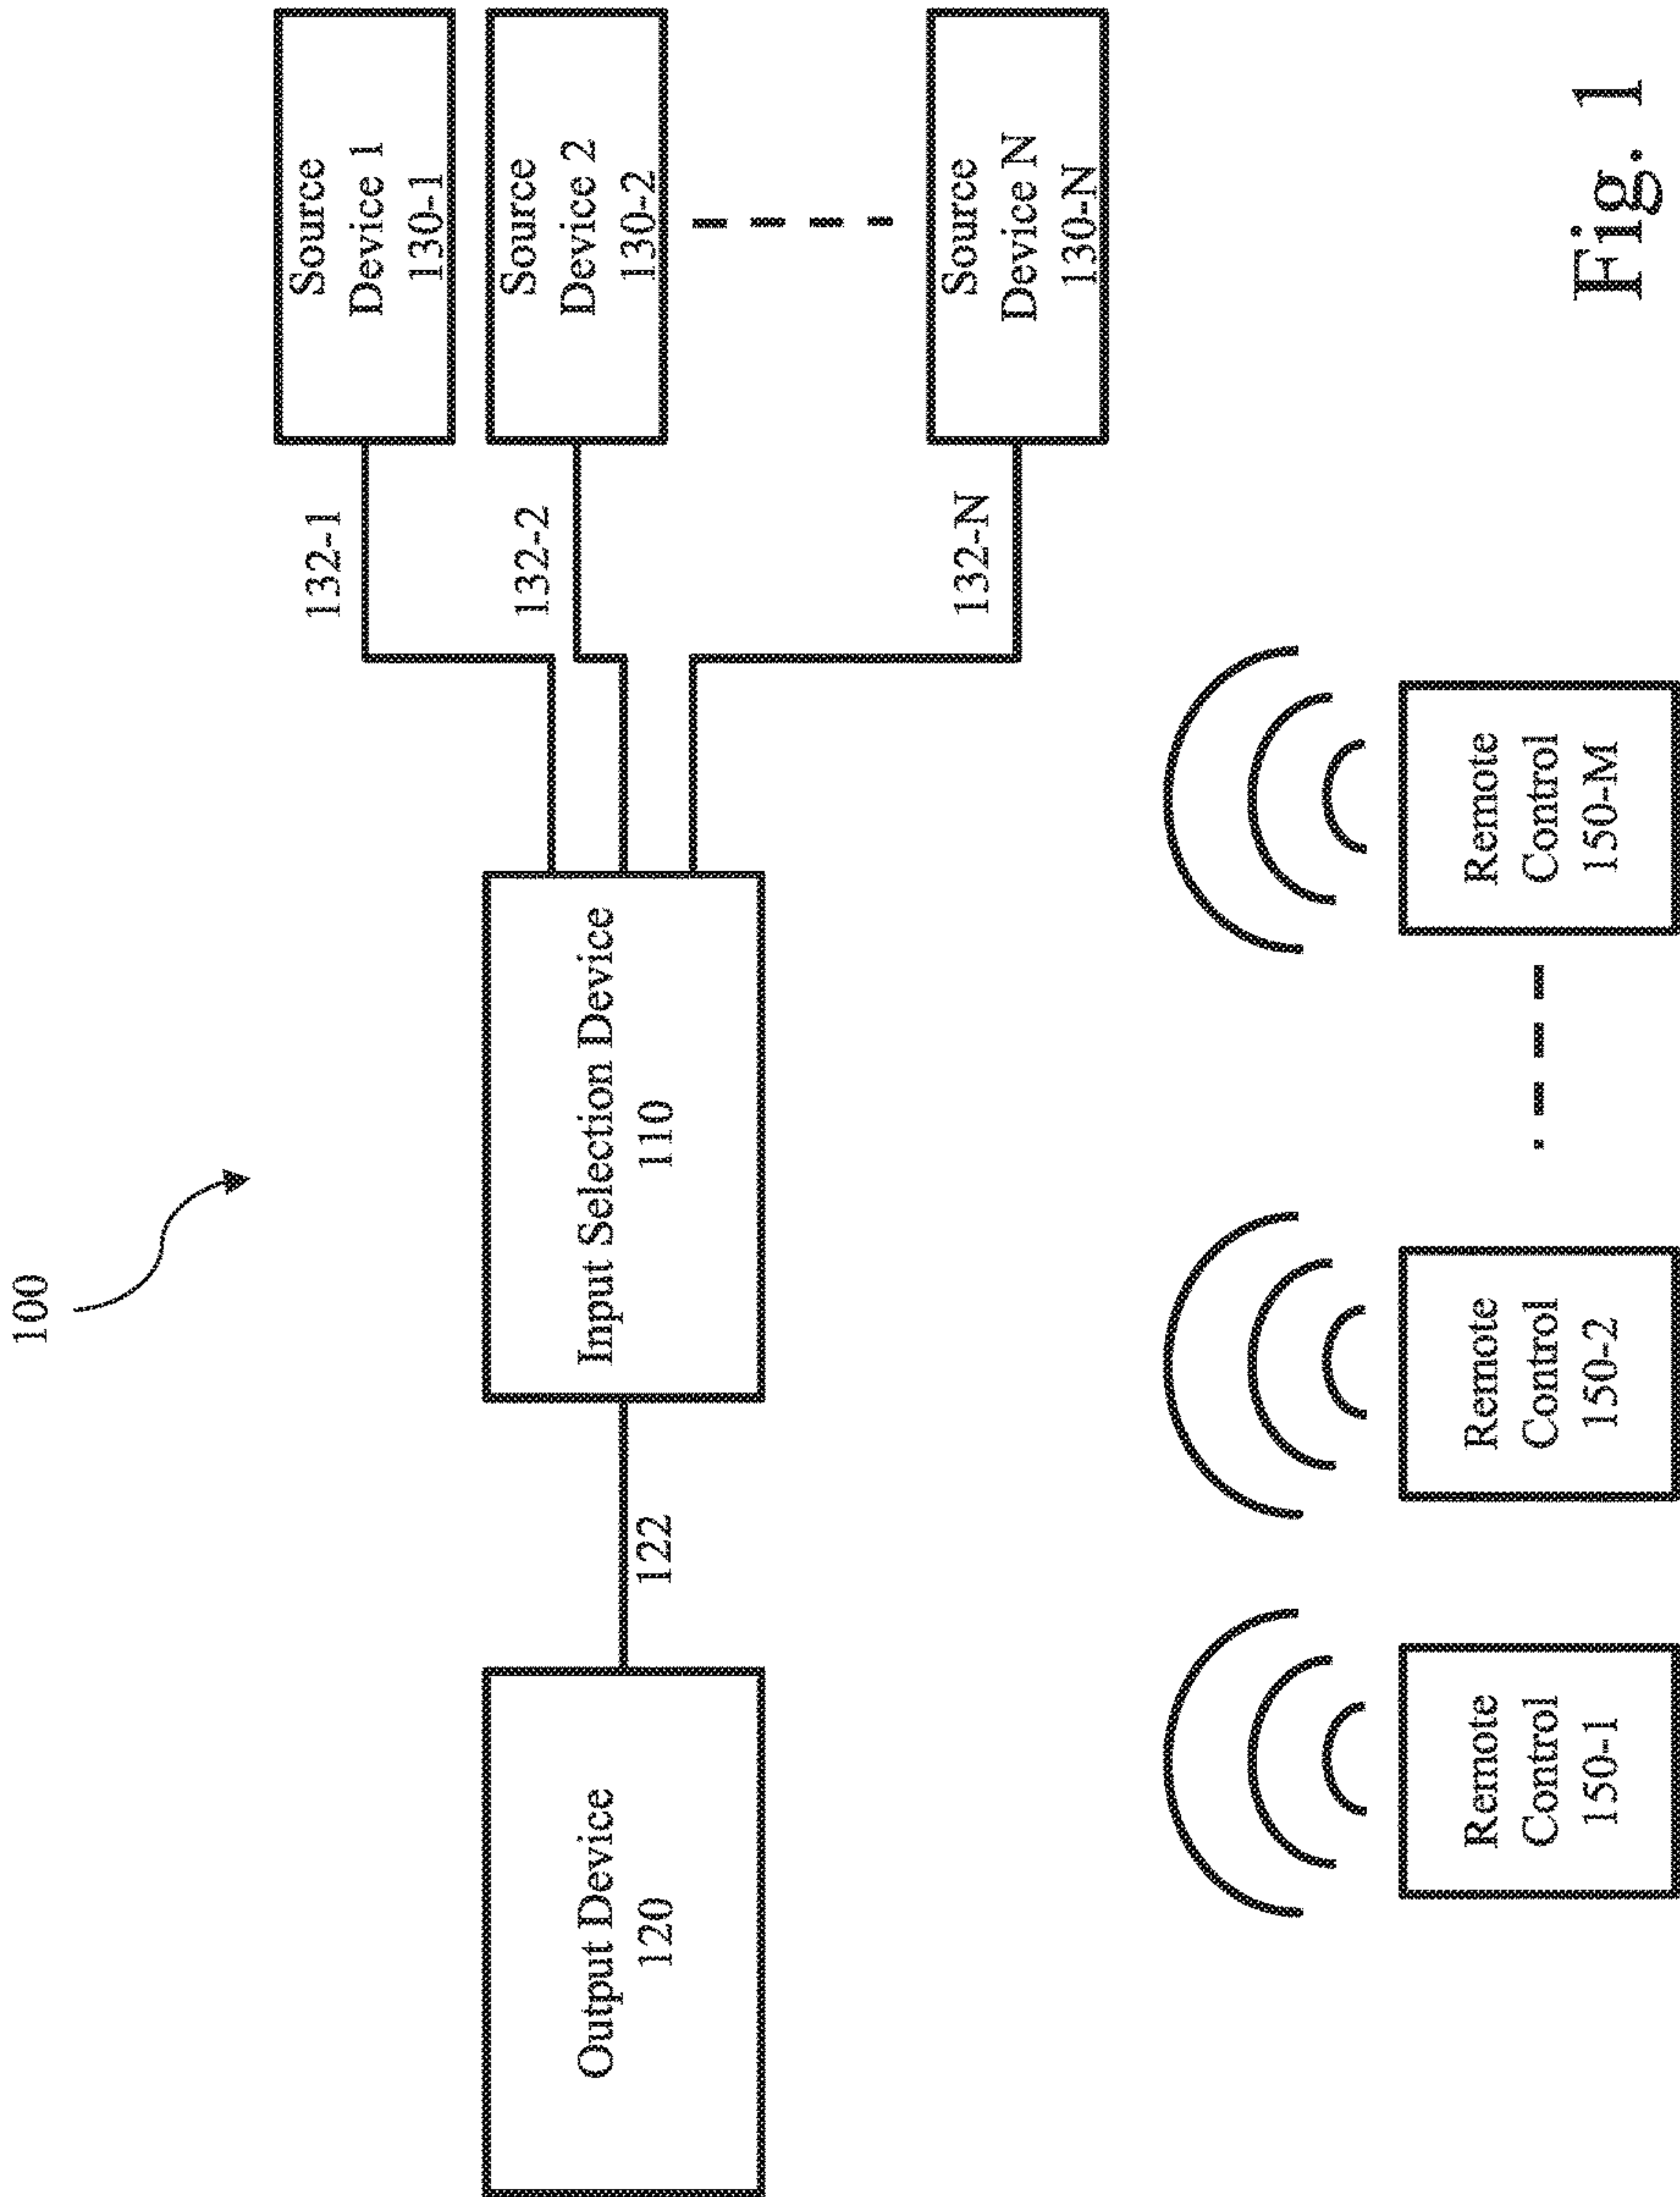 100
Output Device
120
122
Input Selection Device
110
132-1
132-2
132-N
Source
Device 1
130-1
Source
Device 2
130-2
Source
Device N
130-N
Remote
Control
150-1
Remote
Control
150-2
Remote
Control
150-M
Fig. 1